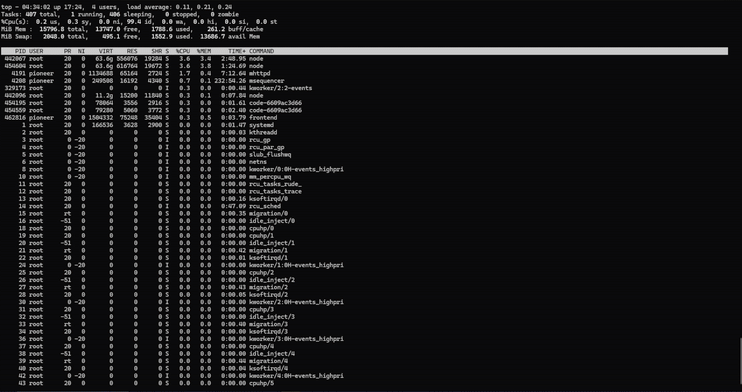 top - 04:34:02 up 17:24, 4 users, load average: 0.11, 0.21, 0.24
Tasks: 407 total, 1 running, 406 sleeping, 0 stopped, 0 zombie
%Cpu(s): 0.2 us, 0.3 sy, 0.0 ni, 99.4 id, 0.0 wa, 0.0 hi, 0.0 si, 0.0 st
MiB Mem : 15796.8 total, 13747.0 free, 1788.6 used, 261.2 buff/cache
MiB Swap: 2048.0 total, 495.1 free, 1552.9 used. 13686.7 avail Mem
PID USER PR NI VIRT RES SHR S %CPU %MEM TIME+ COMMAND
442067 root 20 0 63.6g 556076 19284 S 3.6 3.4 2:48.95 node
454604 root 20 0 63.6g 616764 19672 S 3.6 3.8 1:24.69 node
4191 pioneer 20 0 1134688 65164 2724 S 1.7 0.4 7:12.64 mhttpd
4208 pioneer 20 0 249508 16192 4340 S 0.7 0.1 232:54.26 msequencer
329173 root 20 0 0 0 0 I 0.3 0.0 0:00.44 kworker/2:2-events
442096 root 20 0 11.2g 15200 11840 S 0.3 0.1 0:07.84 node
454195 root 20 0 78064 3556 2916 S 0.3 0.0 0:01.61 code-6609ac3d66
454559 root 20 0 79280 5060 3772 S 0.3 0.0 0:02.40 code-6609ac3d66
462816 pioneer 20 0 1504332 75248 35404 S 0.3 0.5 0:03.79 frontend
1 root 20 0 166536 3628 2900 S 0.0 0.0 0:01.47 systemd
2 root 20 0 0 0 0 S 0.0 0.0 0:00.03 kthreadd
3 root 0 -20 0 0 0 I 0.0 0.0 0:00.00 rcu_gp
4 root 0 -20 0 0 0 I 0.0 0.0 0:00.00 rcu_par_gp
5 root 0 -20 0 0 0 I 0.0 0.0 0:00.00 slub_flushwq
6 root 0 -20 0 0 0 I 0.0 0.0 0:00.00 netns
8 root 0 -20 0 0 0 I 0.0 0.0 0:00.00 kworker/0:0H-events_highpri
10 root 0 -20 0 0 0 I 0.0 0.0 0:00.00 mm_percpu_wq
11 root 20 0 0 0 0 S 0.0 0.0 0:00.00 rcu_tasks_rude_
12 root 20 0 0 0 0 S 0.0 0.0 0:00.00 rcu_tasks_trace
13 root 20 0 0 0 0 S 0.0 0.0 0:00.16 ksoftirqd/0
14 root 20 0 0 0 0 I 0.0 0.0 0:47.09 rcu_sched
15 root rt 0 0 0 0 S 0.0 0.0 0:00.35 migration/0
16 root -51 0 0 0 0 S 0.0 0.0 0:00.00 idle_inject/0
18 root 20 0 0 0 0 S 0.0 0.0 0:00.00 cpuhp/0
19 root 20 0 0 0 0 S 0.0 0.0 0:00.00 cpuhp/1
20 root -51 0 0 0 0 S 0.0 0.0 0:00.00 idle_inject/1
21 root rt 0 0 0 0 S 0.0 0.0 0:00.42 migration/1
22 root 20 0 0 0 0 S 0.0 0.0 0:00.01 ksoftirqd/1
24 root 0 -20 0 0 0 I 0.0 0.0 0:00.00 kworker/1:0H-events_highpri
25 root 20 0 0 0 0 S 0.0 0.0 0:00.00 cpuhp/2
26 root -51 0 0 0 0 S 0.0 0.0 0:00.00 idle_inject/2
27 root rt 0 0 0 0 S 0.0 0.0 0:00.43 migration/2
28 root 20 0 0 0 0 S 0.0 0.0 0:00.05 ksoftirqd/2
30 root 0 -20 0 0 0 I 0.0 0.0 0:00.00 kworker/2:0H-events_highpri
31 root 20 0 0 0 0 S 0.0 0.0 0:00.00 cpuhp/3
32 root -51 0 0 0 0 S 0.0 0.0 0:00.00 idle_inject/3
33 root rt 0 0 0 0 S 0.0 0.0 0:00.40 migration/3
34 root 20 0 0 0 0 S 0.0 0.0 0:00.00 ksoftirqd/3
36 root 0 -20 0 0 0 I 0.0 0.0 0:00.00 kworker/3:0H-events_highpri
37 root 20 0 0 0 0 S 0.0 0.0 0:00.00 cpuhp/4
38 root -51 0 0 0 0 S 0.0 0.0 0:00.00 idle_inject/4
39 root rt 0 0 0 0 S 0.0 0.0 0:00.44 migration/4
40 root 20 0 0 0 0 S 0.0 0.0 0:00.04 ksoftirqd/4
42 root 0 -20 0 0 0 I 0.0 0.0 0:00.00 kworker/4:0H-events_highpri
43 root 20 0 0 0 0 S 0.0 0.0 0:00.00 cpuhp/5